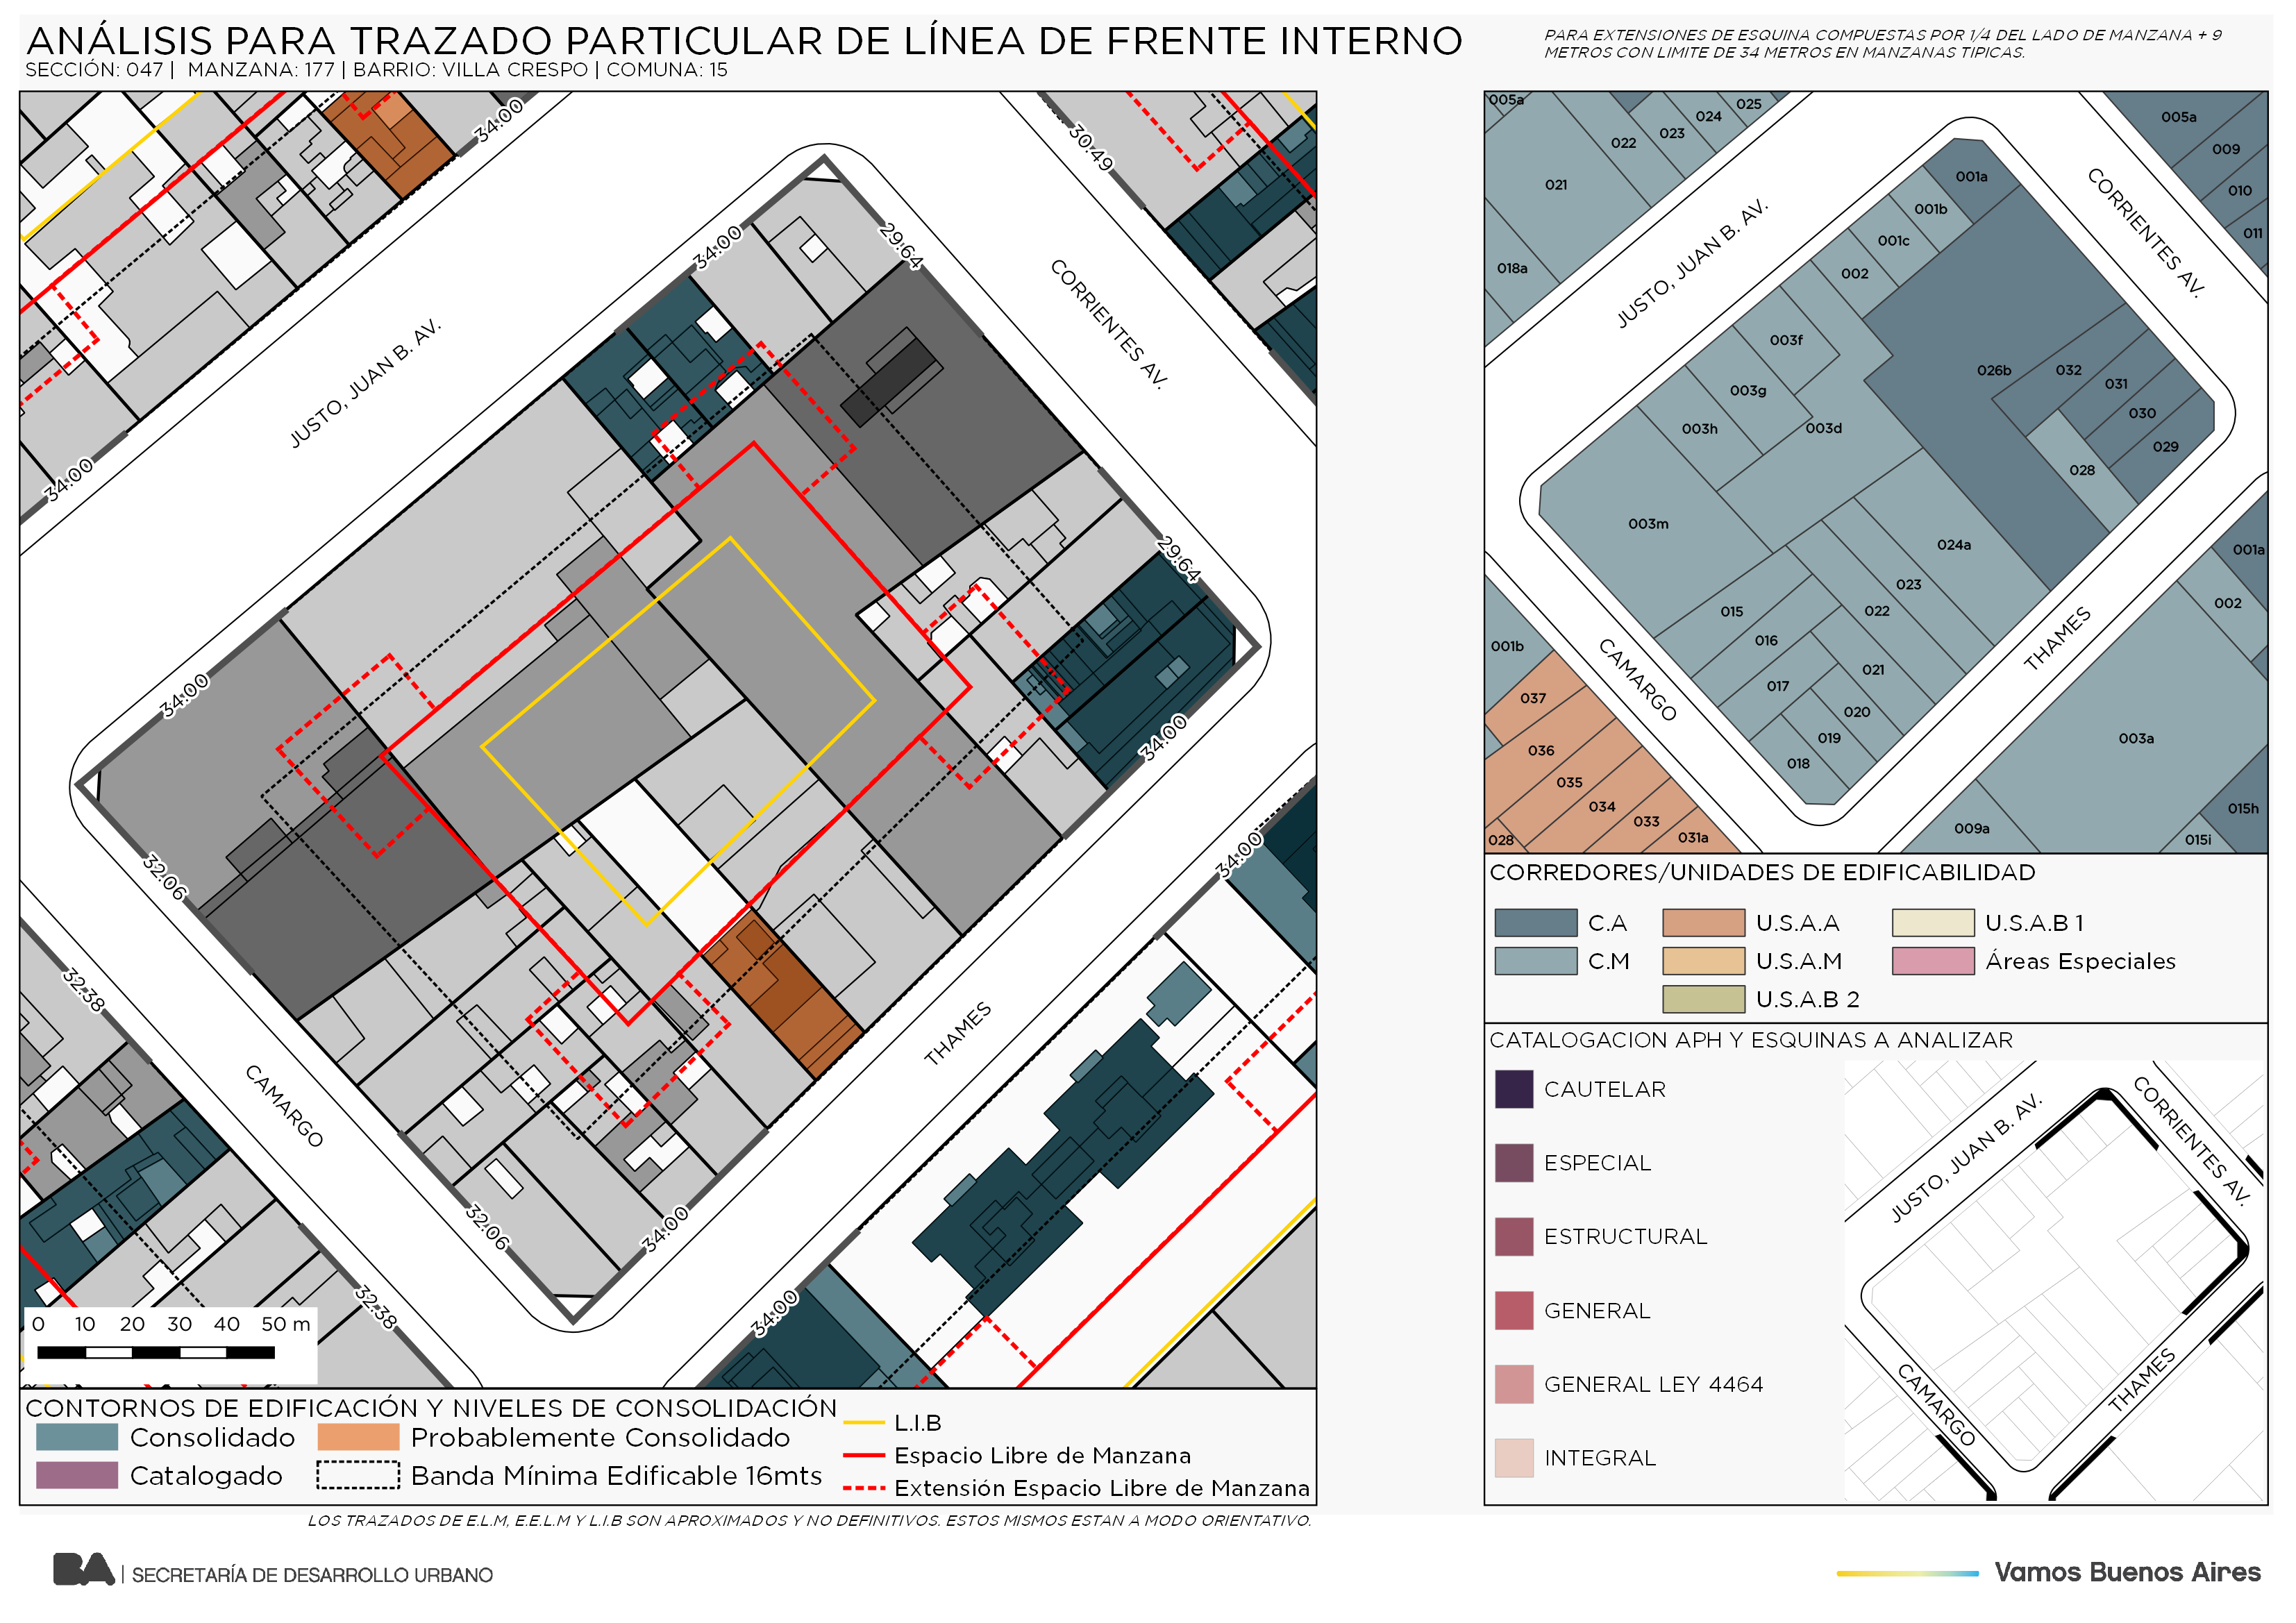 ANÁLISIS PARA TRAZADO PARTICULAR DE LÍNEA DE FRENTE INTERNO
SECCIÓN: 047 | MANZANA: 177 | BARRIO: VILLA CRESPO | COMUNA: 15
PARA EXTENSIONES DE ESQUINA COMPUESTAS POR 1/4 DEL LADO DE MANZANA + 9
METROS CON LIMITE DE 34 METROS EN MANZANAS TIPICAS.
34:00
30:49
34:00
29:64
CORRIENTES AV.
JUSTO, JUAN B. AV.
34:00
29:64
34:00
34:00
34:00
32:06
32:38
THAMES
CAMARGO
32:06
34:00
34:00
32:38
0 10 20 30 40 50 m
CONTORNOS DE EDIFICACIÓN Y NIVELES DE CONSOLIDACIÓN
Consolidado
Probablemente Consolidado
Catalogado
Banda Mínima Edificable 16mts
L.I.B
Espacio Libre de Manzana
Extensión Espacio Libre de Manzana
LOS TRAZADOS DE E.L.M, E.E.L.M Y L.I.B SON APROXIMADOS Y NO DEFINITIVOS. ESTOS MISMOS ESTAN A MODO ORIENTATIVO.
005a
025
024
023
022
021
018a
005a
009
010
011
001a
001b
001c
002
JUSTO, JUAN B. AV.
CORRIENTES AV.
003f
003g
003h
003d
026b
032
031
030
029
028
003m
024a
023
022
015
016
017
021
020
019
018
001a
002
001b
037
036
035
034
033
031a
028
CAMARGO
THAMES
003a
009a
015h
015i
CORREDORES/UNIDADES DE EDIFICABILIDAD
C.A
U.S.A.A
U.S.A.B 1
C.M
U.S.A.M
Áreas Especiales
U.S.A.B 2
CATALOGACION APH Y ESQUINAS A ANALIZAR
CAUTELAR
ESPECIAL
ESTRUCTURAL
GENERAL
GENERAL LEY 4464
INTEGRAL
JUSTO, JUAN B. AV.
CORRIENTES AV.
CAMARGO
THAMES
BA | SECRETARÍA DE DESARROLLO URBANO
Vamos Buenos Aires